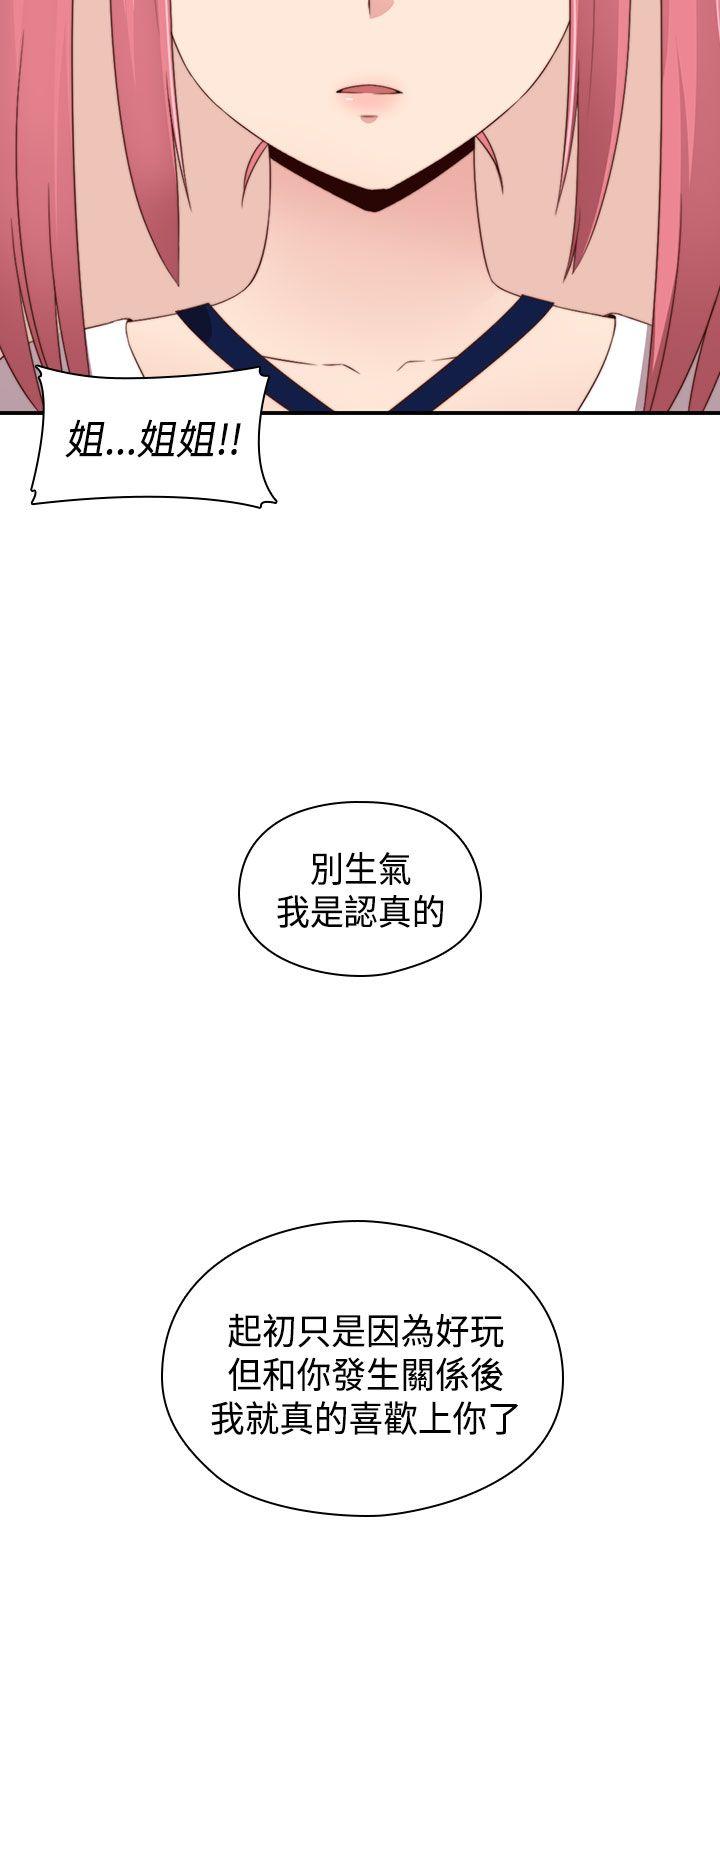 姐...姐姐!!
別生氣
我是認真的
起初只是因為好玩
但和你發生關係後
我就真的喜歡上你了